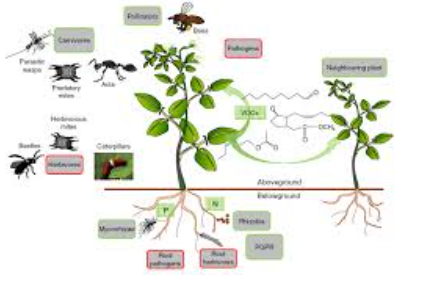 Pollinators
Bees
Carnivores
Pathogens
Parasitic
wasps
Ants
Predatory
mites
Neighbouring plant
VOCs
OCH₃
Herbivorous
mites
Beetles
Caterpillars
Herbivores
Aboveground
Belowground
P
N
Mycorrhizae
Rhizobia
PGPR
Root
pathogens
Root
herbivores